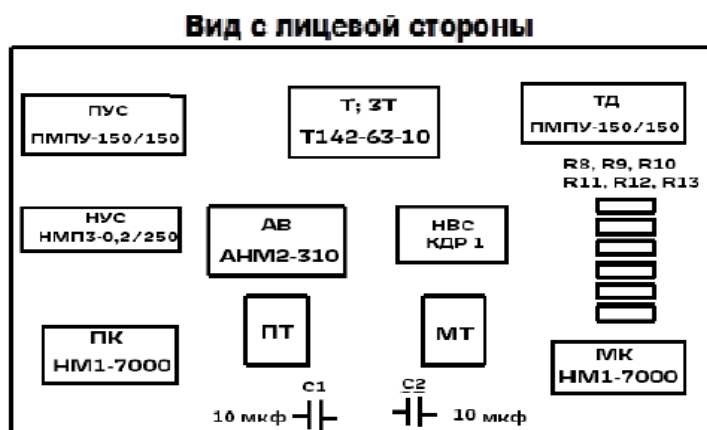 Вид с лицевой стороны
ПУС
ПМПУ-150/150
Т; ЗТ
Т142-63-10
ТД
ПМПУ-150/150
R8, R9, R10
R11, R12, R13
НУС
НМПЗ-0,2/250
АВ
АНМ2-310
НВС
КДР 1
ПТ
МТ
ПК
НМ1-7000
МК
НМ1-7000
С1
10 мкф
С2
10 мкф